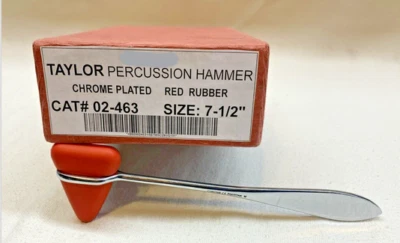 TAYLOR PERCUSSION HAMMER
CHROME PLATED RED RUBBER
CAT# 02-463 SIZE: 7-1/2"